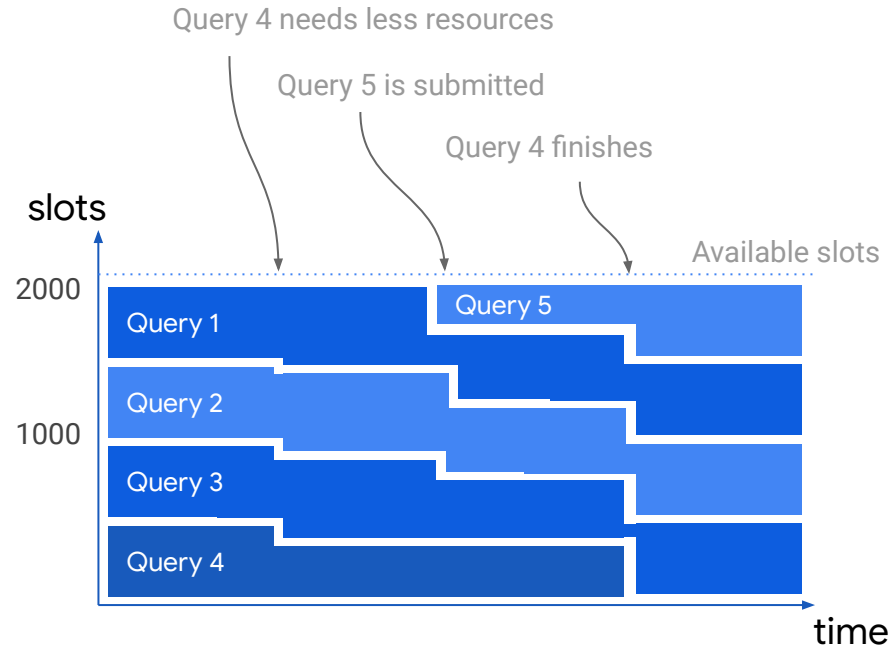 Query 4 needs less resources
Query 5 is submitted
Query 4 finishes
slots
Available slots
2000
Query 5
Query 1
Query 2
1000
Query 3
Query 4
time